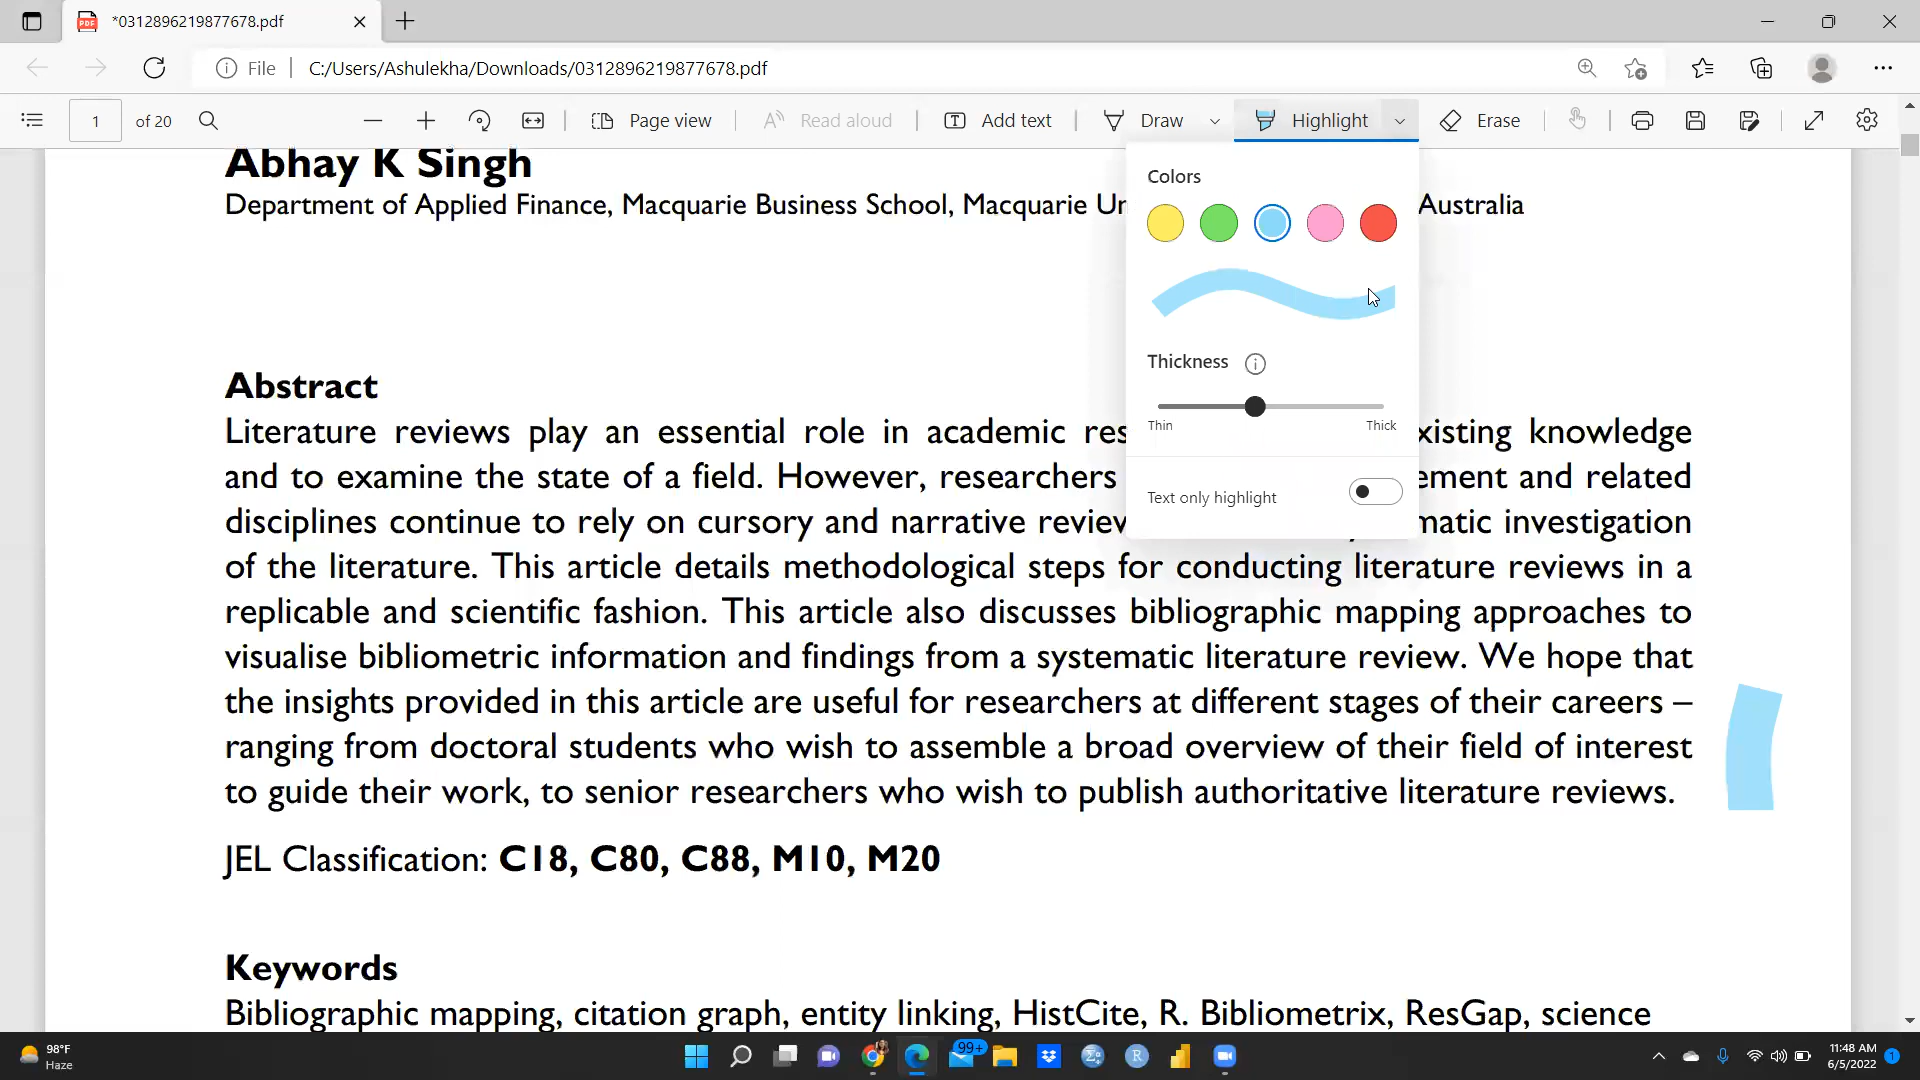 *0312896219877678.pdf
File
C:/Users/Ashulekha/Downloads/0312896219877678.pdf
1
of 20
Page view
Read aloud
Add text
Draw
Highlight
Erase
Abhay K Singh
Department of Applied Finance, Macquarie Business School, Macquarie Un
Australia
Colors
Thickness
Thin
Thick
Text only highlight
Abstract
Literature reviews play an essential role in academic res xisting knowledge
and to examine the state of a field. However, researchers ement and related
disciplines continue to rely on cursory and narrative review matic investigation
of the literature. This article details methodological steps for conducting literature reviews in a
replicable and scientific fashion. This article also discusses bibliographic mapping approaches to
visualise bibliometric information and findings from a systematic literature review. We hope that
the insights provided in this article are useful for researchers at different stages of their careers –
ranging from doctoral students who wish to assemble a broad overview of their field of interest
to guide their work, to senior researchers who wish to publish authoritative literature reviews.
JEL Classification: C18, C80, C88, M10, M20
Keywords
Bibliographic mapping, citation graph, entity linking, HistCite, R. Bibliometrix, ResGap, science
98°F
Haze
99+
11:48 AM
6/5/2022
1